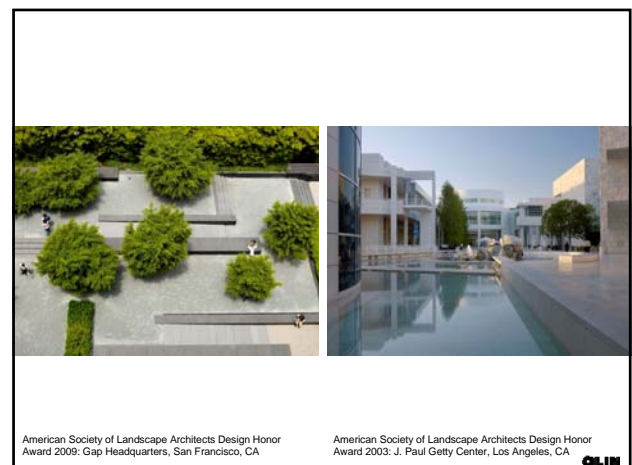 American Society of Landscape Architects Design Honor
Award 2009: Gap Headquarters, San Francisco, CA
American Society of Landscape Architects Design Honor
Award 2003: J. Paul Getty Center, Los Angeles, CA
OLIN